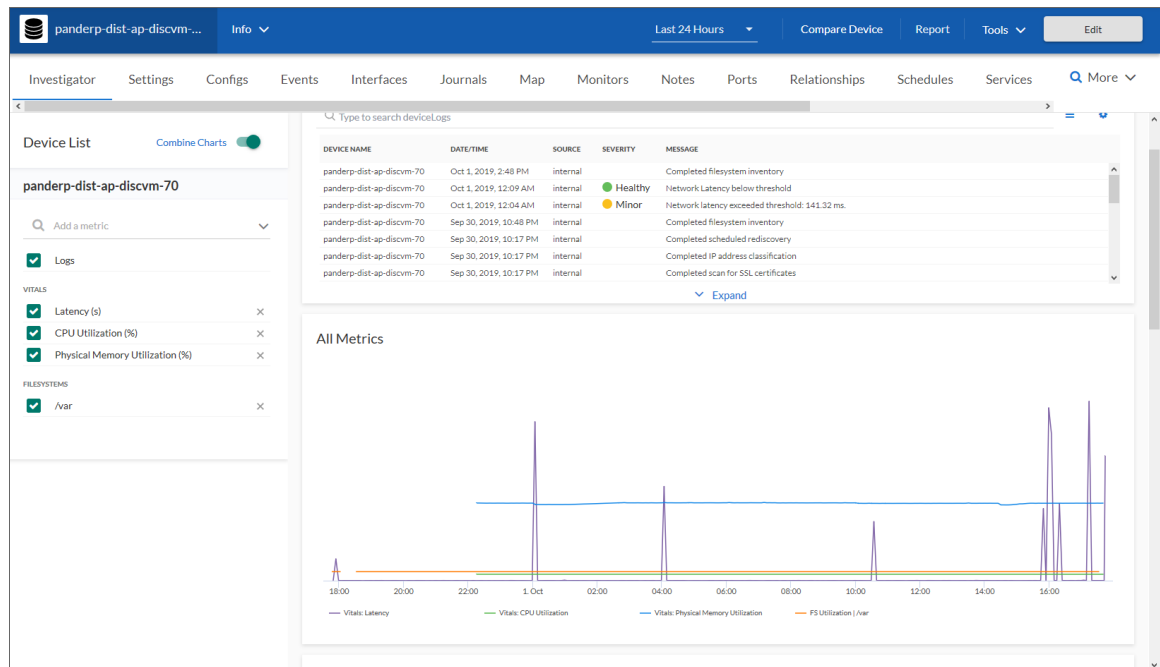 panderp-dist-ap-discvm-... Info Last 24 Hours Compare Device Report Tools Edit
Investigator Settings Configs Events Interfaces Journals Map Monitors Notes Ports Relationships Schedules Services More
Device List Combine Charts
panderp-dist-ap-discvm-70
Add a metric
Logs
VITALS
Latency (s)
CPU Utilization (%)
Physical Memory Utilization (%)
FILESYSTEMS
/var
Type to search deviceLogs
DEVICE NAME DATE/TIME SOURCE SEVERITY MESSAGE
panderp-dist-ap-discvm-70 Oct 1, 2019, 2:48 PM internal Completed filesystem inventory
panderp-dist-ap-discvm-70 Oct 1, 2019, 12:09 AM internal Healthy Network Latency below threshold
panderp-dist-ap-discvm-70 Oct 1, 2019, 12:04 AM internal Minor Network latency exceeded threshold: 141.32 ms.
panderp-dist-ap-discvm-70 Sep 30, 2019, 10:48 PM internal Completed filesystem inventory
panderp-dist-ap-discvm-70 Sep 30, 2019, 10:17 PM internal Completed scheduled rediscovery
panderp-dist-ap-discvm-70 Sep 30, 2019, 10:17 PM internal Completed IP address classification
panderp-dist-ap-discvm-70 Sep 30, 2019, 10:17 PM internal Completed scan for SSL certificates
Expand
All Metrics
18:00 20:00 22:00 1. Oct 02:00 04:00 06:00 08:00 10:00 12:00 14:00 16:00
Vitals: Latency Vitals: CPU Utilization Vitals: Physical Memory Utilization FS Utilization | /var